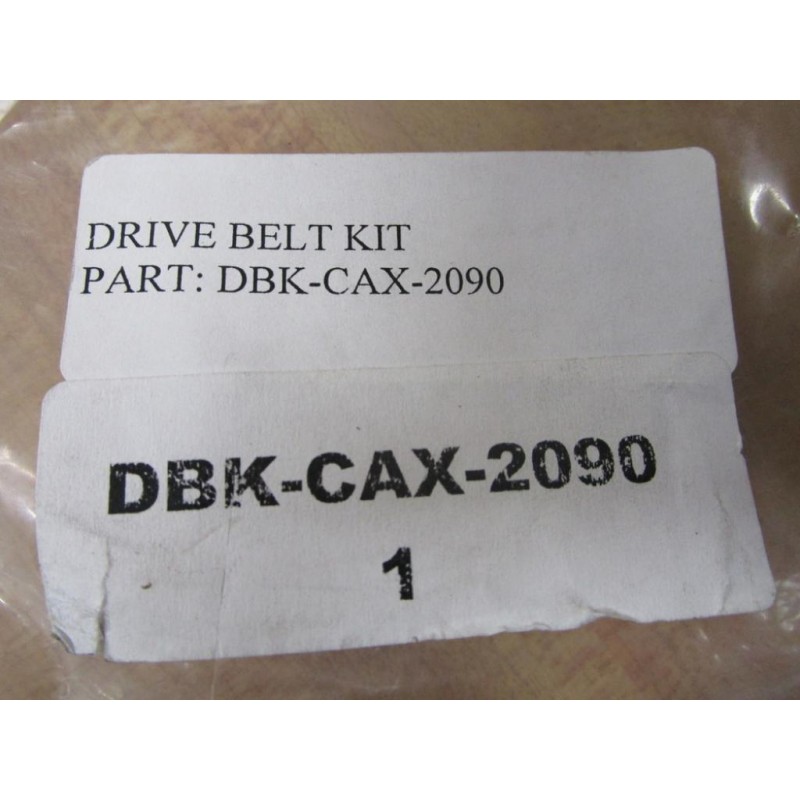 DRIVE BELT KIT
PART: DBK-CAX-2090
DBK-CAX-2090
1